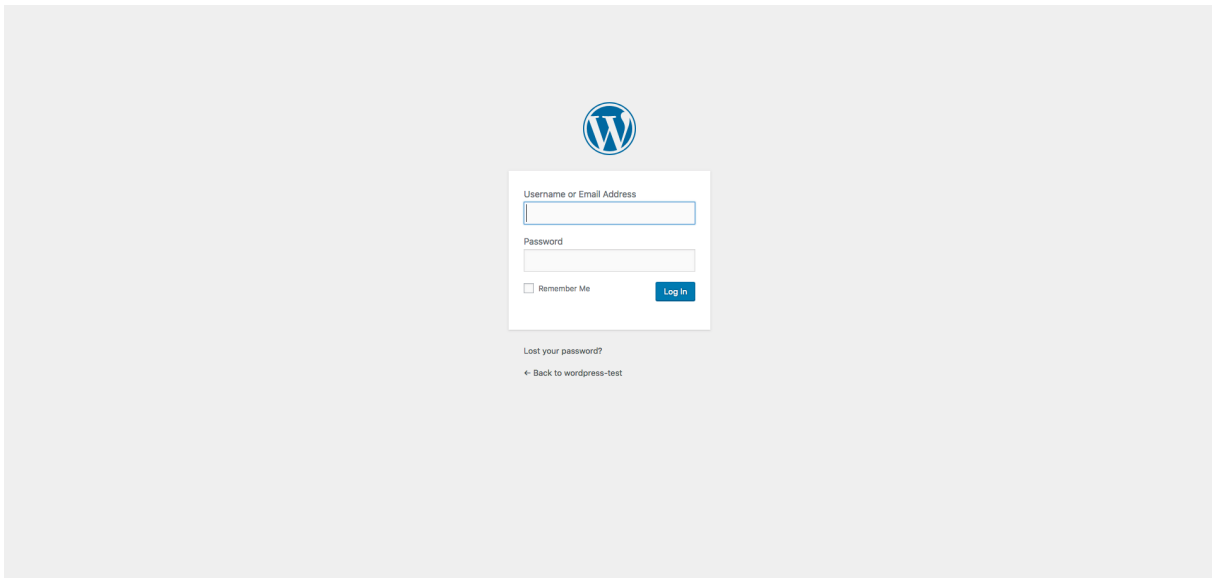 Username or Email Address
Password
Remember Me
Log In
Lost your password?
← Back to wordpress-test